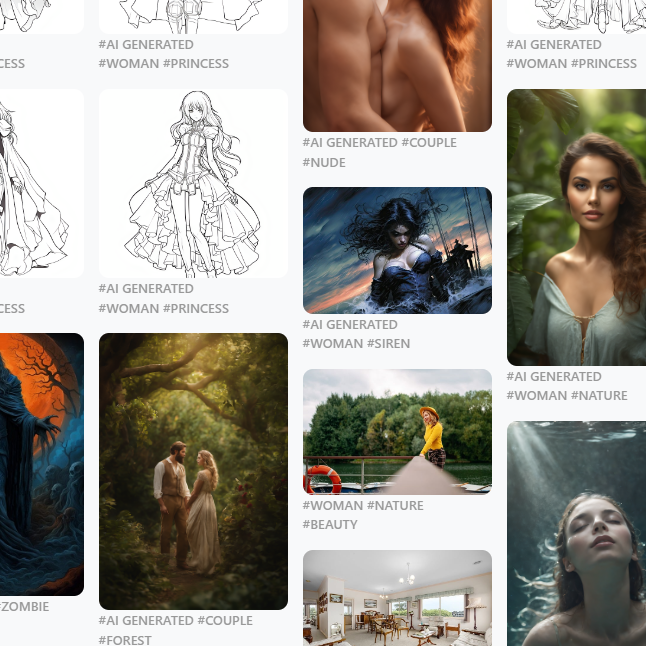 CESS
CESS
#ZOMBIE
#AI GENERATED
#WOMAN #PRINCESS
#AI GENERATED
#WOMAN #PRINCESS
#AI GENERATED #COUPLE
#FOREST
#AI GENERATED #COUPLE
#NUDE
#AI GENERATED
#WOMAN #SIREN
#WOMAN #NATURE
#BEAUTY
#AI GENERATED
#WOMAN #PRINCESS
#AI GENERATED
#WOMAN #NATURE